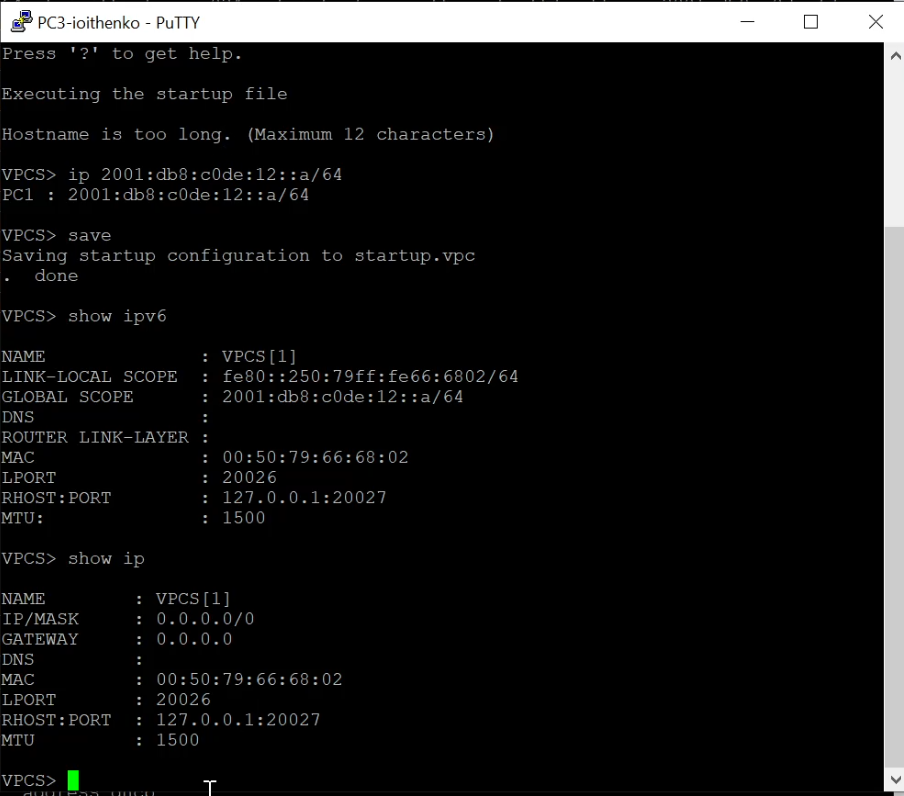 PC3-ioithenko - PuTTY
Press '?' to get help.
Executing the startup file
Hostname is too long. (Maximum 12 characters)
VPCS> ip 2001:db8:c0de:12::a/64
PC1 : 2001:db8:c0de:12::a/64
VPCS> save
Saving startup configuration to startup.vpc
.  done
VPCS> show ipv6
NAME              : VPCS[1]
LINK-LOCAL SCOPE  : fe80::250:79ff:fe66:6802/64
GLOBAL SCOPE      : 2001:db8:c0de:12::a/64
DNS               :
ROUTER LINK-LAYER :
MAC               : 00:50:79:66:68:02
LPORT             : 20026
RHOST:PORT        : 127.0.0.1:20027
MTU:              : 1500
VPCS> show ip
NAME        : VPCS[1]
IP/MASK     : 0.0.0.0/0
GATEWAY     : 0.0.0.0
DNS         :
MAC         : 00:50:79:66:68:02
LPORT       : 20026
RHOST:PORT  : 127.0.0.1:20027
MTU         : 1500
VPCS>